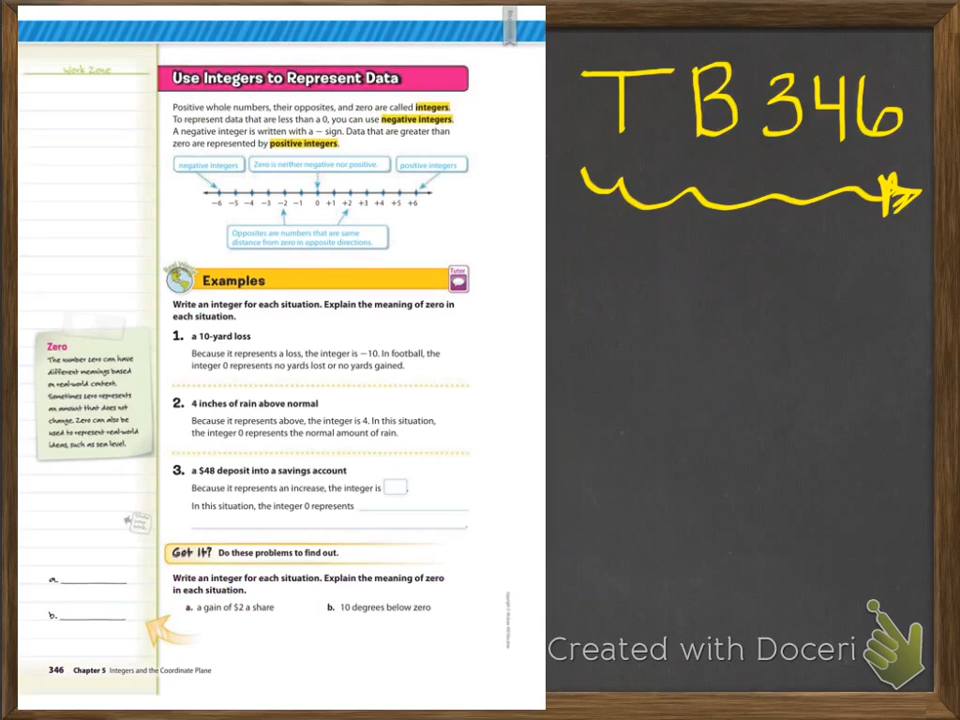 TB 346
Work Zone
Use Integers to Represent Data
Positive whole numbers, their opposites, and zero are called integers.
To represent data that are less than a 0, you can use negative integers.
A negative integer is written with a − sign. Data that are greater than
zero are represented by positive integers.
negative integers
Zero is neither negative nor positive.
positive integers
−6 −5 −4 −3 −2 −1 0 +1 +2 +3 +4 +5 +6
Opposites are numbers that are same
distance from zero in opposite directions.
Real World
Examples
Tutor
Write an integer for each situation. Explain the meaning of zero in
each situation.
1. a 10-yard loss
Because it represents a loss, the integer is −10. In football, the
integer 0 represents no yards lost or no yards gained.
Zero
The number zero can have
different meanings based
on real-world context.
Sometimes zero represents
an amount that does not
change. Zero can also be
used to represent real-world
ideas, such as sea level.
2. 4 inches of rain above normal
Because it represents above, the integer is 4. In this situation,
the integer 0 represents the normal amount of rain.
3. a $48 deposit into a savings account
Because it represents an increase, the integer is .
In this situation, the integer 0 represents
Show your work.
Got It? Do these problems to find out.
Write an integer for each situation. Explain the meaning of zero
in each situation.
a. a gain of $2 a share b. 10 degrees below zero
a.
b.
346 Chapter 5 Integers and the Coordinate Plane
Created with Doceri